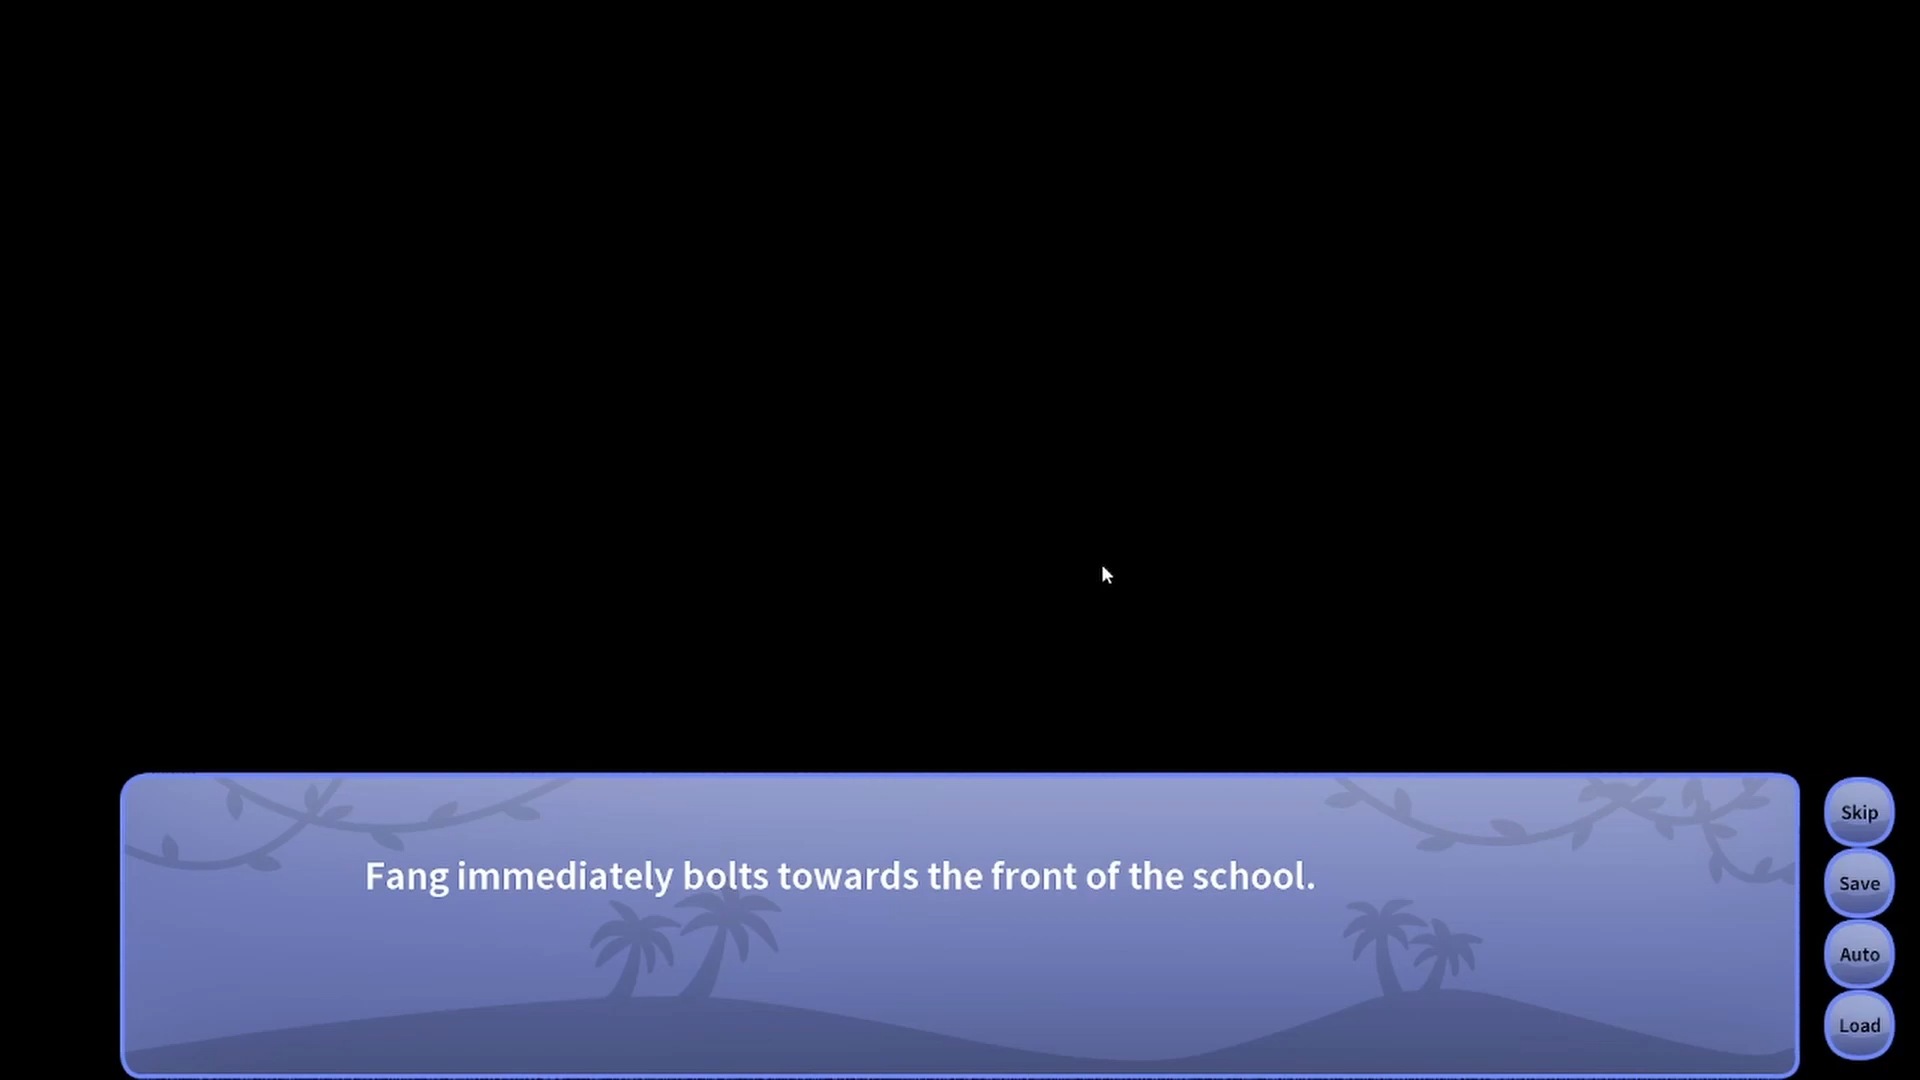 Fang immediately bolts towards the front of the school.
Skip
Save
Auto
Load